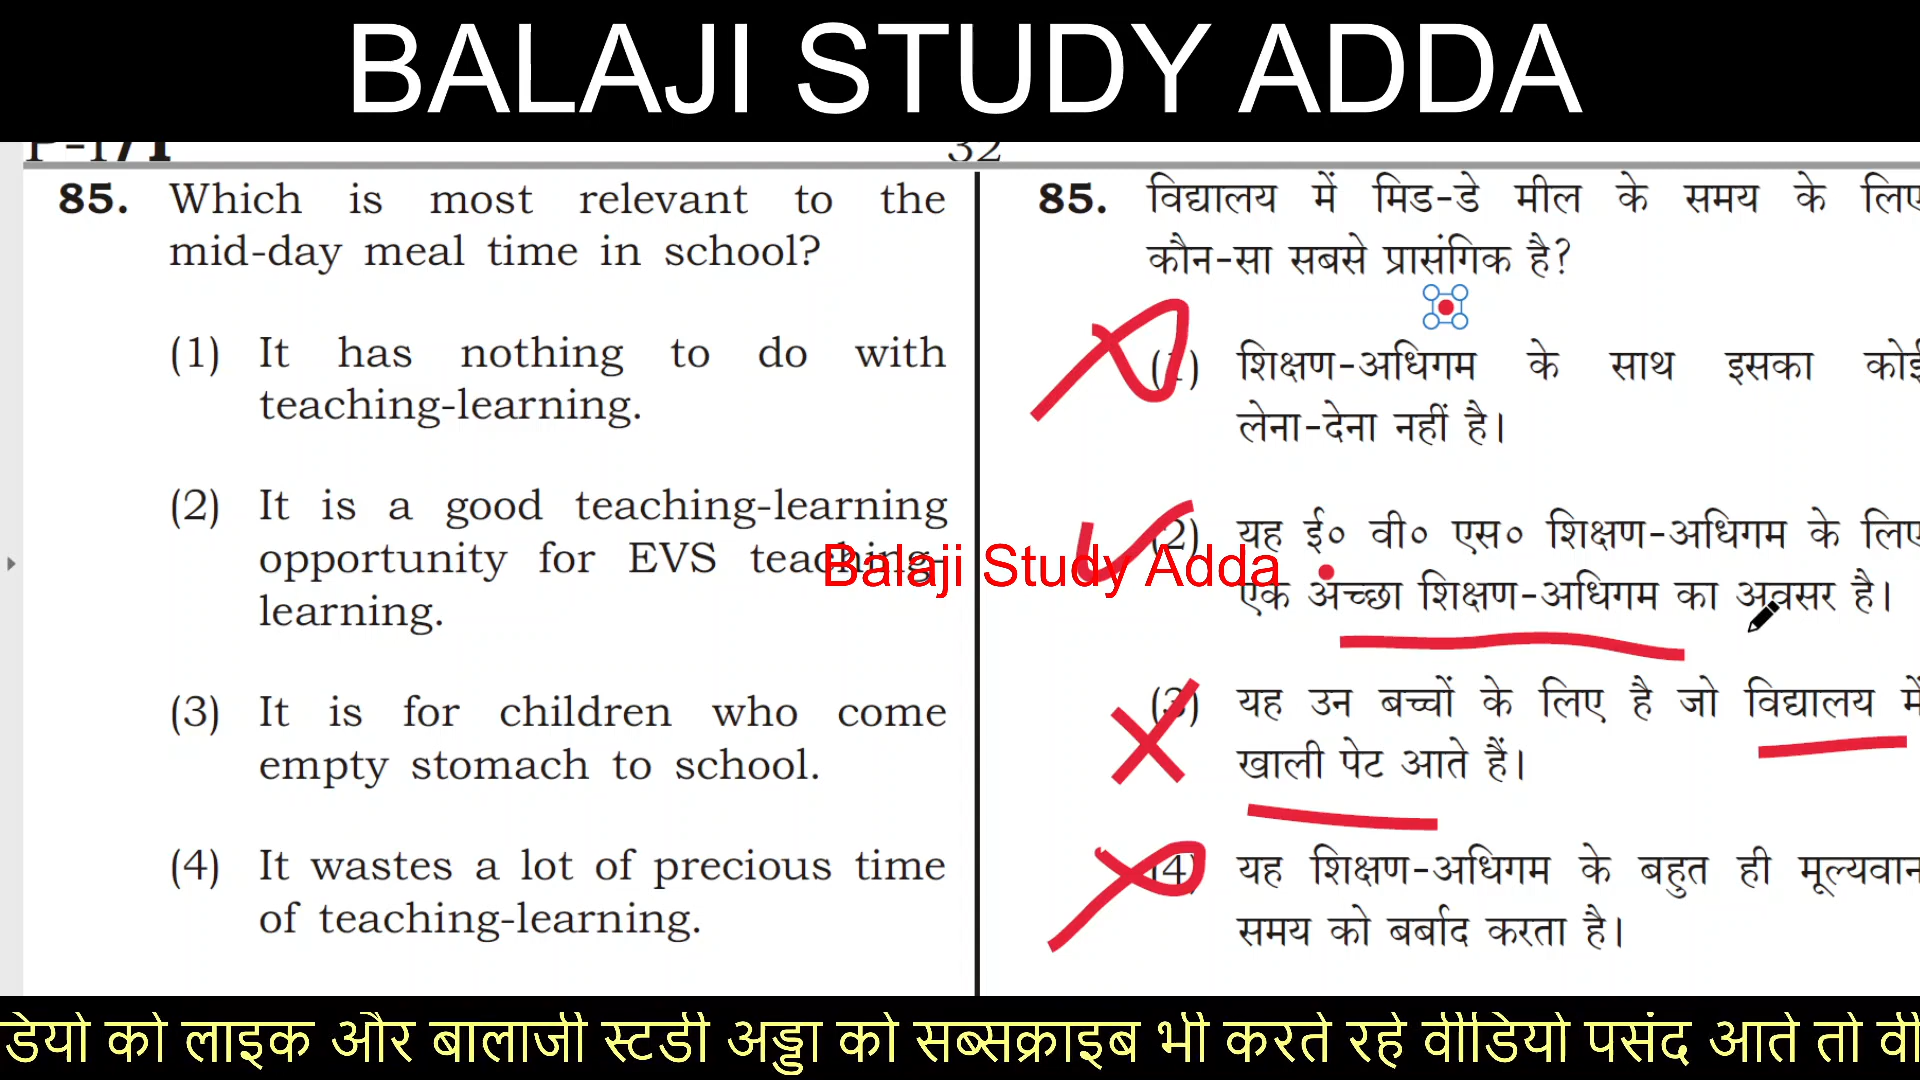 BALAJI STUDY ADDA
32
85. Which is most relevant to the
mid-day meal time in school?
(1) It has nothing to do with
teaching-learning.
(2) It is a good teaching-learning
opportunity for EVS teaching-
learning.
(3) It is for children who come
empty stomach to school.
(4) It wastes a lot of precious time
of teaching-learning.
85. विद्यालय में मिड-डे मील के समय के लिए
कौन-सा सबसे प्रासंगिक है?
(1) शिक्षण-अधिगम के साथ इसका कोई
लेना-देना नहीं है।
(2) यह ई० वी० एस० शिक्षण-अधिगम के लिए
एक अच्छा शिक्षण-अधिगम का अवसर है।
(3) यह उन बच्चों के लिए है जो विद्यालय में
खाली पेट आते हैं।
(4) यह शिक्षण-अधिगम के बहुत ही मूल्यवान
समय को बर्बाद करता है।
Balaji Study Adda
को लाइक और बालाजी स्टडी अड्डा को सब्सक्राइब भी करते रहे वीडियो पसंद आते तो